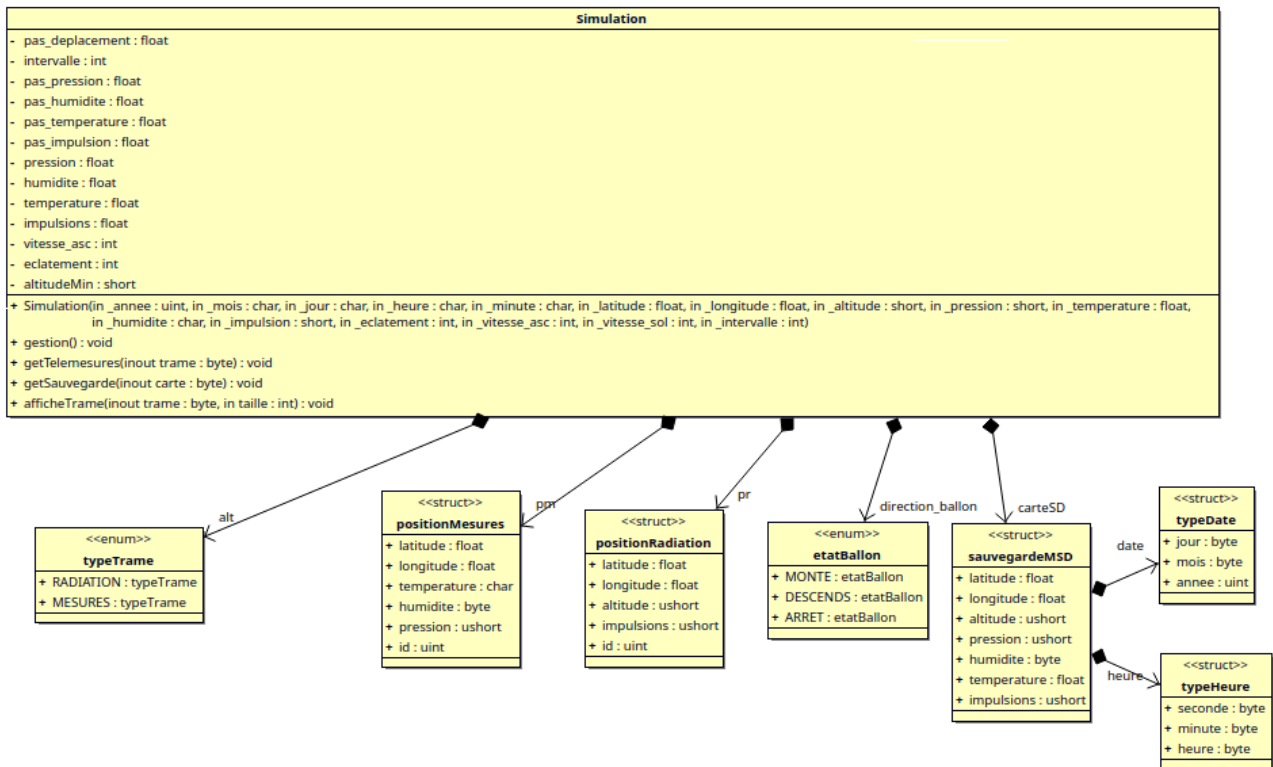 Simulation
- pas_deplacement : float
- intervalle : int
- pas_pression : float
- pas_humidite : float
- pas_temperature : float
- pas_impulsion : float
- pression : float
- humidite : float
- temperature : float
- impulsions : float
- vitesse_asc : int
- eclatement : int
- altitudeMin : short
+ Simulation(in _annee : uint, in _mois : char, in _jour : char, in _heure : char, in _minute : char, in _latitude : float, in _longitude : float, in _altitude : short, in _pression : short, in _temperature : float,
in _humidite : char, in _impulsion : short, in _eclatement : int, in _vitesse_asc : int, in _vitesse_sol : int, in _intervalle : int)
+ gestion() : void
+ getTelemesures(inout trame : byte) : void
+ getSauvegarde(inout carte : byte) : void
+ afficheTrame(inout trame : byte, in taille : int) : void
alt
<<enum>>
typeTrame
+ RADIATION : typeTrame
+ MESURES : typeTrame
pm
<<struct>>
positionMesures
+ latitude : float
+ longitude : float
+ temperature : char
+ humidite : byte
+ pression : ushort
+ id : uint
pr
<<struct>>
positionRadiation
+ latitude : float
+ longitude : float
+ altitude : ushort
+ impulsions : ushort
+ id : uint
direction_ballon
<<enum>>
etatBallon
+ MONTE : etatBallon
+ DESCENDS : etatBallon
+ ARRET : etatBallon
carteSD
<<struct>>
sauvegardeMSD
+ latitude : float
+ longitude : float
+ altitude : ushort
+ pression : ushort
+ humidite : byte
+ temperature : float
+ impulsions : ushort
date
<<struct>>
typeDate
+ jour : byte
+ mois : byte
+ annee : uint
heure
<<struct>>
typeHeure
+ seconde : byte
+ minute : byte
+ heure : byte